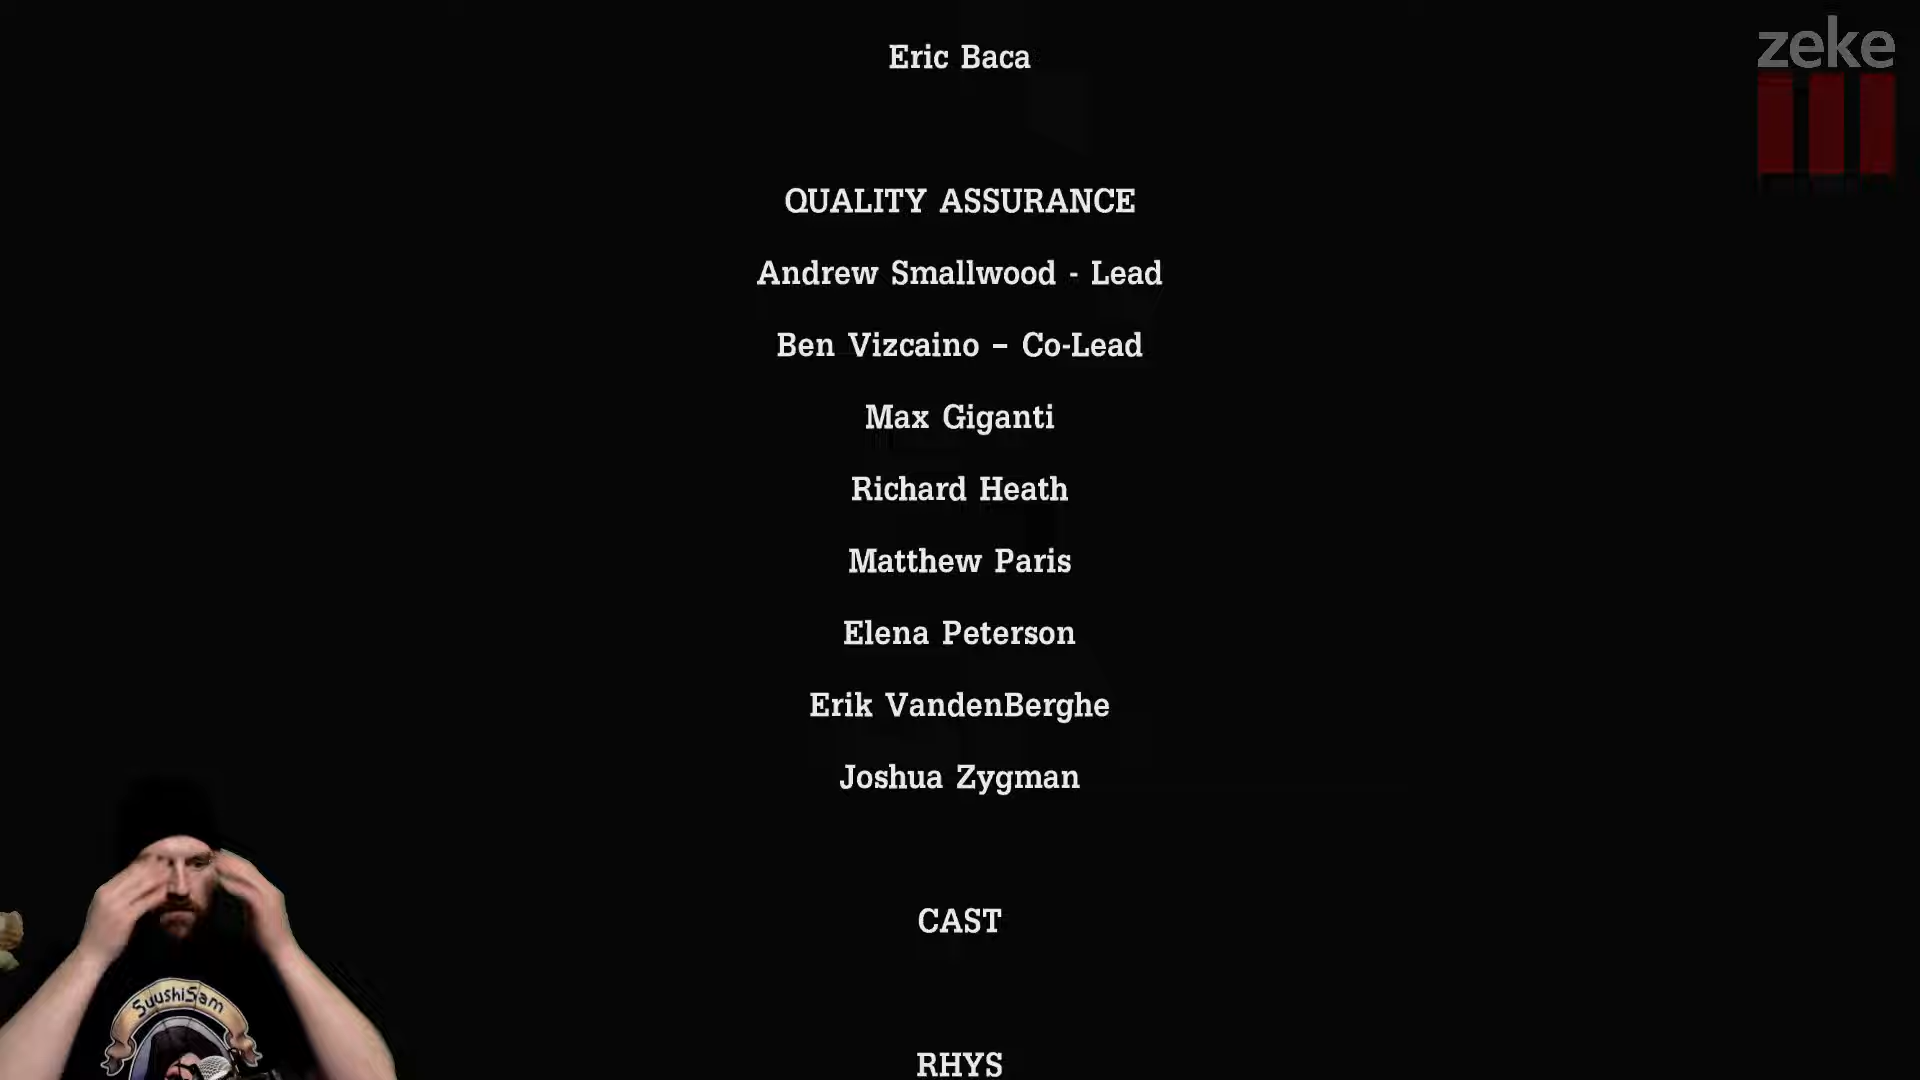 Eric Baca
zeke
QUALITY ASSURANCE
Andrew Smallwood - Lead
Ben Vizcaino – Co-Lead
Max Giganti
Richard Heath
Matthew Paris
Elena Peterson
Erik VandenBerghe
Joshua Zygman
CAST
SuushiSam
RHYS